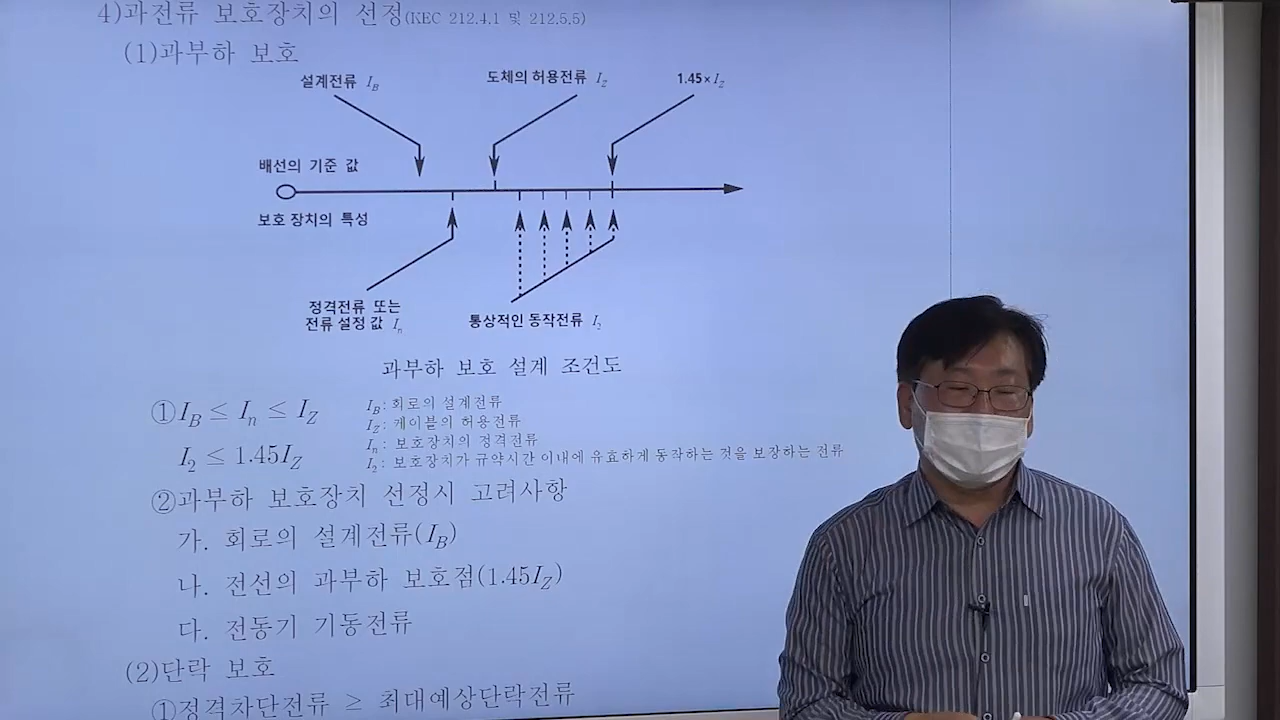 4)과전류 보호장치의 선정(KEC 212.4.1 및 212.5.5)
(1)과부하 보호
설계전류 I_B
도체의 허용전류 I_Z
1.45×I_Z
배선의 기준 값
보호 장치의 특성
정격전류 또는
전류 설정 값 I_n
통상적인 동작전류 I_2
과부하 보호 설계 조건도
①I_B ≤ I_n ≤ I_Z
I_2 ≤ 1.45I_Z
I_B: 회로의 설계전류
I_Z: 케이블의 허용전류
I_n: 보호장치의 정격전류
I_2: 보호장치가 규약시간 이내에 유효하게 동작하는 것을 보장하는 전류
②과부하 보호장치 선정시 고려사항
가. 회로의 설계전류(I_B)
나. 전선의 과부하 보호점(1.45I_Z)
다. 전동기 기동전류
(2)단락 보호
①정격차단전류 ≥ 최대예상단락전류